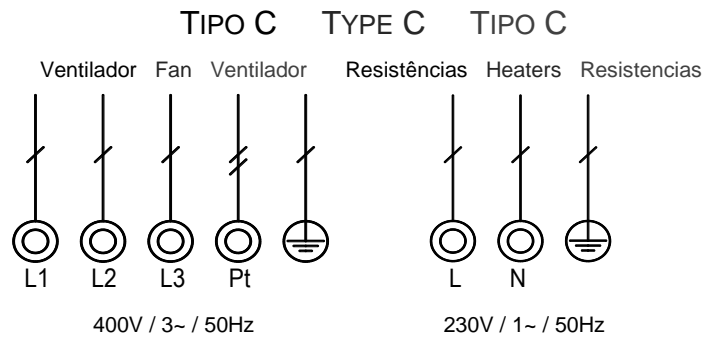 TIPO C TYPE C TIPO C
Ventilador Fan Ventilador Resistências Heaters Resistencias
L1 L2 L3 Pt L N
400V / 3~ / 50Hz 230V / 1~ / 50Hz